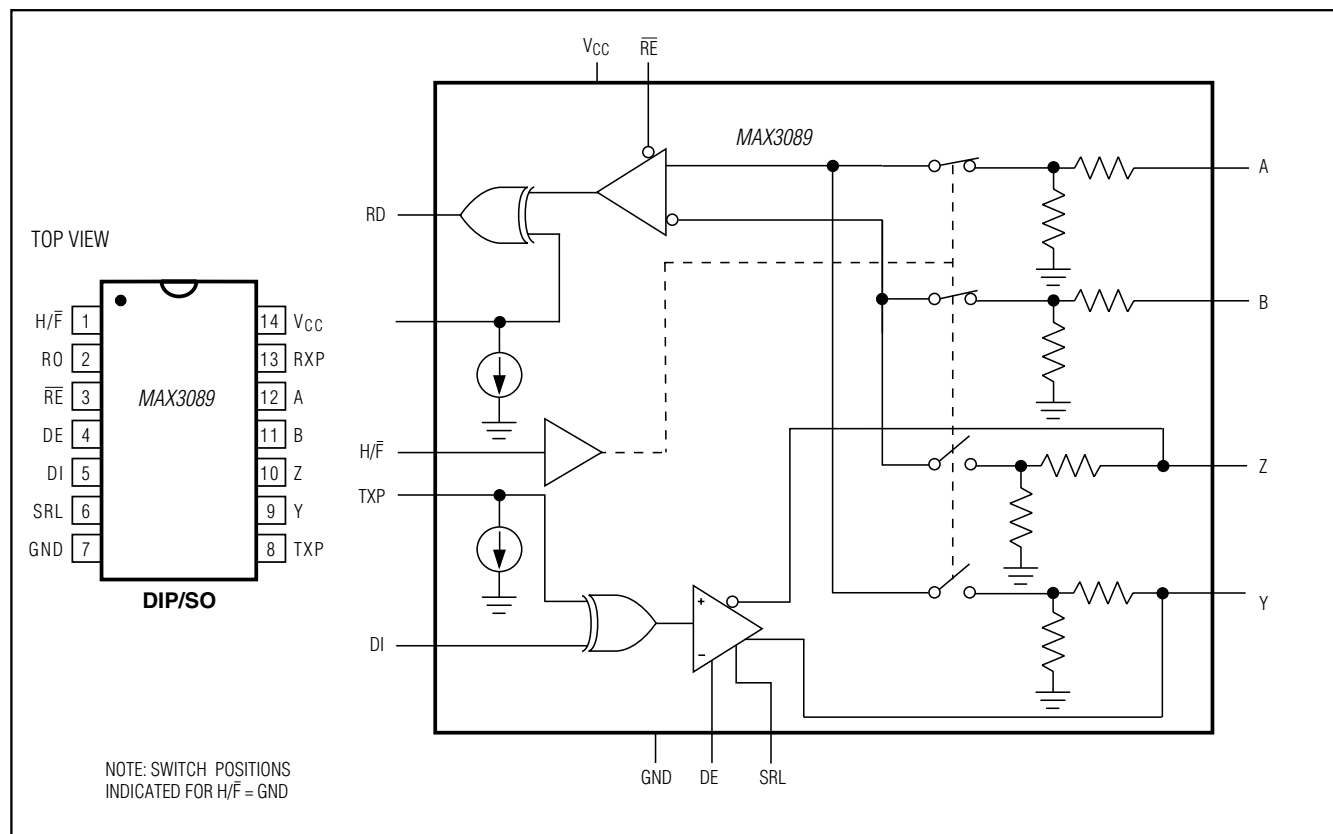 TOP VIEW
H/F̅ 1
RO 2
R̅E̅ 3
DE 4
DI 5
SRL 6
GND 7
MAX3089
14 VCC
13 RXP
12 A
11 B
10 Z
9 Y
8 TXP
DIP/SO
NOTE: SWITCH POSITIONS
INDICATED FOR H/F̅ = GND
VCC
R̅E̅
MAX3089
RD
H/F̅
TXP
DI
+
−
A
B
Z
Y
GND
DE
SRL